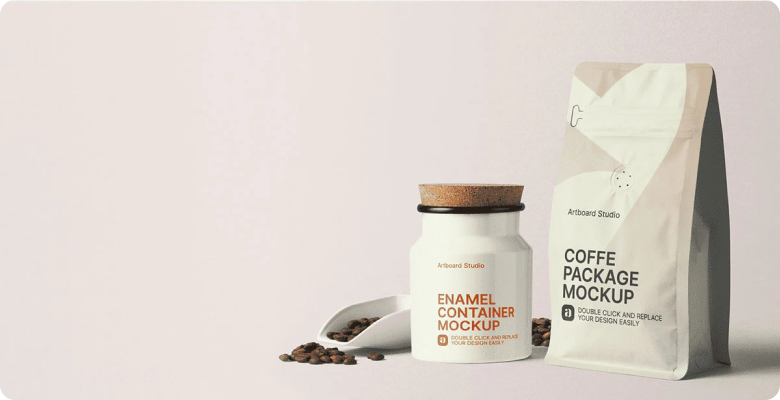 Artboard Studio
ENAMEL
CONTAINER
MOCKUP
a
DOUBLE CLICK AND REPLACE
YOUR DESIGN EASILY
Artboard Studio
COFFE
PACKAGE
MOCKUP
a
DOUBLE CLICK AND REPLACE
YOUR DESIGN EASILY